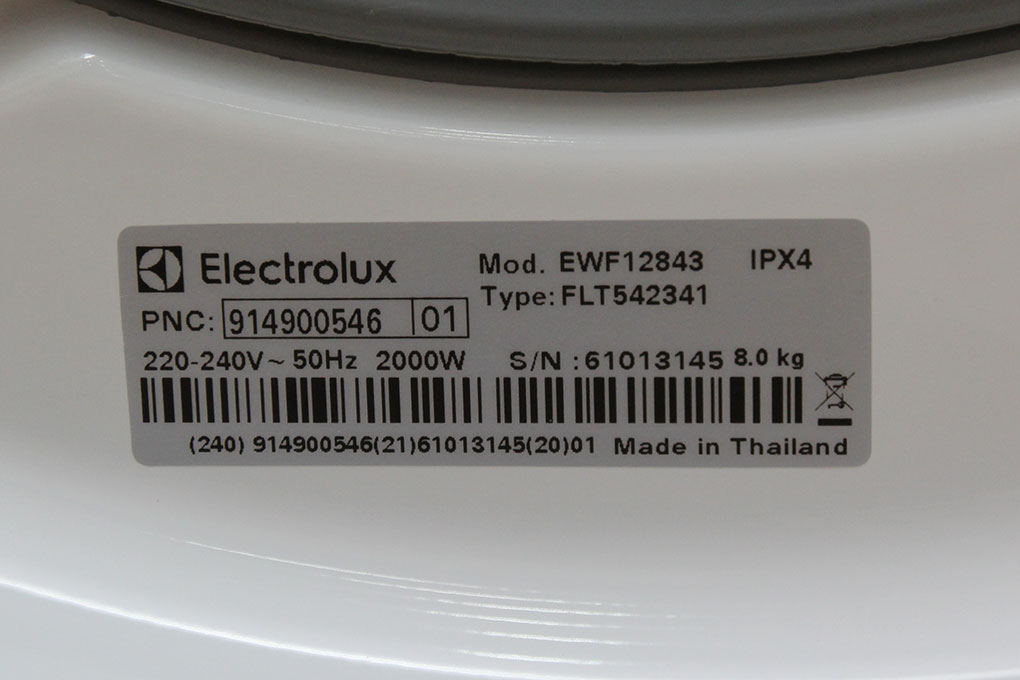 Electrolux Mod. EWF12843 IPX4
Type: FLT542341
PNC: 914900546 01
220-240V~ 50Hz 2000W S/N :61013145 8.0 kg
(240) 914900546(21)61013145(20)01 Made in Thailand